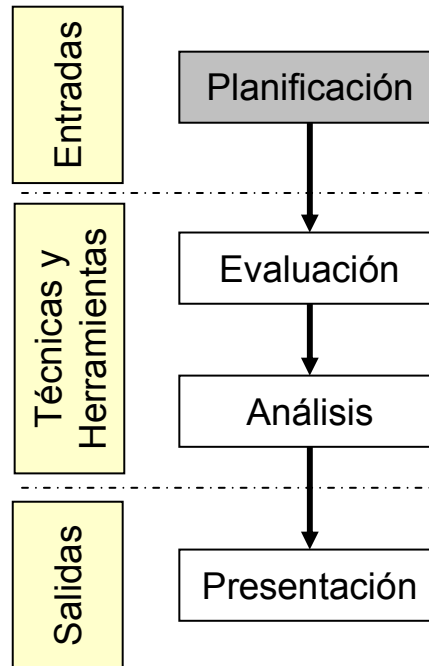 Entradas
Planificación
Técnicas y
Herramientas
Evaluación
Análisis
Salidas
Presentación